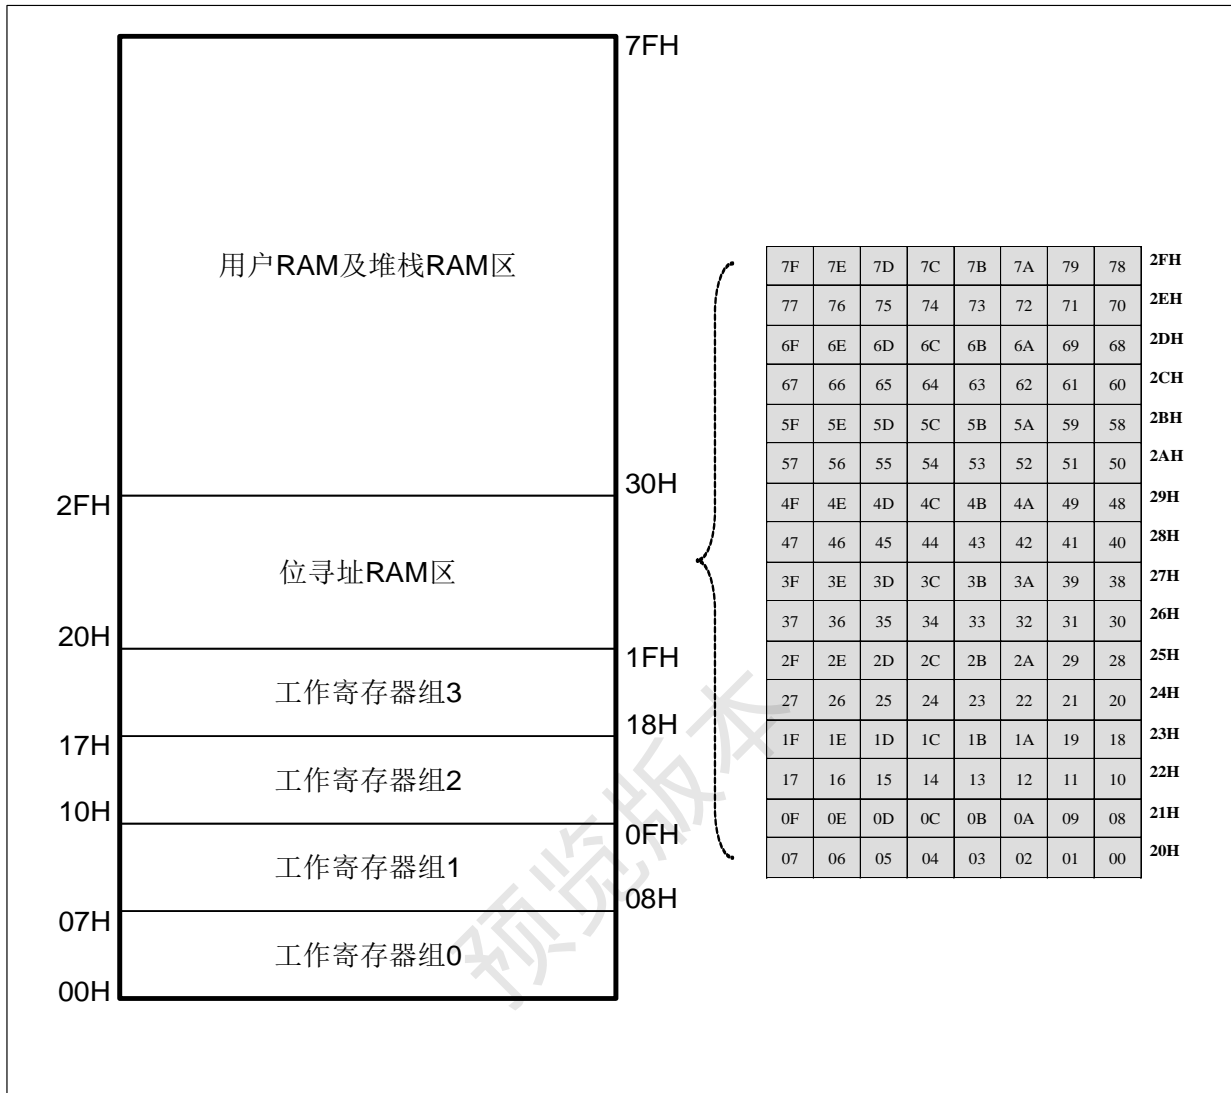 7FH
用户RAM及堆栈RAM区
30H
2FH
位寻址RAM区
20H
1FH
工作寄存器组3
18H
17H
工作寄存器组2
10H
0FH
工作寄存器组1
08H
07H
工作寄存器组0
00H
7F 7E 7D 7C 7B 7A 79 78 2FH
77 76 75 74 73 72 71 70 2EH
6F 6E 6D 6C 6B 6A 69 68 2DH
67 66 65 64 63 62 61 60 2CH
5F 5E 5D 5C 5B 5A 59 58 2BH
57 56 55 54 53 52 51 50 2AH
4F 4E 4D 4C 4B 4A 49 48 29H
47 46 45 44 43 42 41 40 28H
3F 3E 3D 3C 3B 3A 39 38 27H
37 36 35 34 33 32 31 30 26H
2F 2E 2D 2C 2B 2A 29 28 25H
27 26 25 24 23 22 21 20 24H
1F 1E 1D 1C 1B 1A 19 18 23H
17 16 15 14 13 12 11 10 22H
0F 0E 0D 0C 0B 0A 09 08 21H
07 06 05 04 03 02 01 00 20H
预览版本